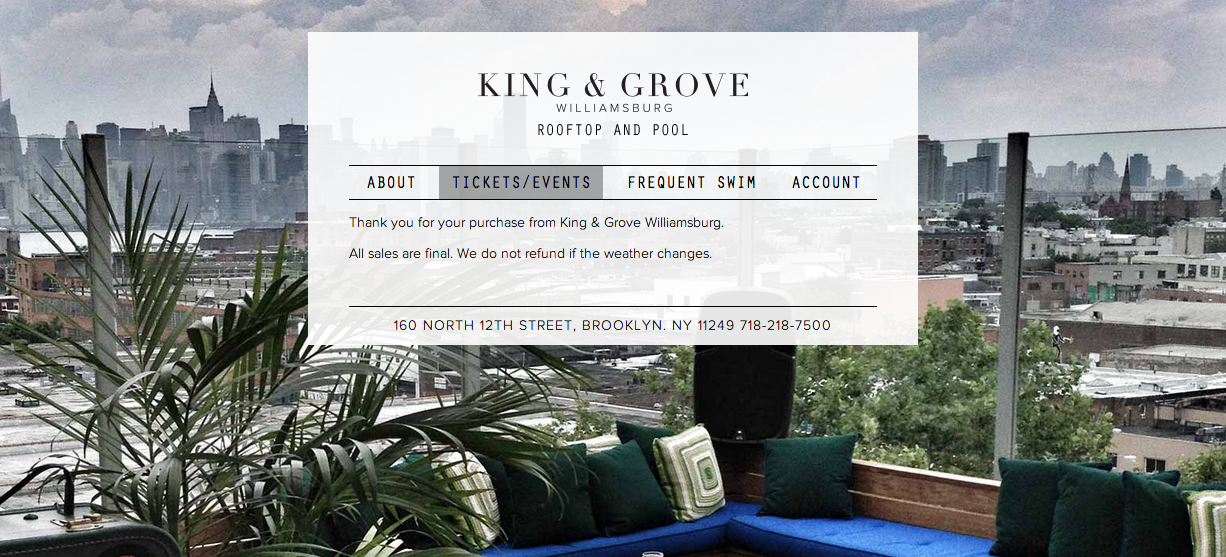 KING & GROVE
WILLIAMSBURG
ROOFTOP AND POOL
ABOUT TICKETS/EVENTS FREQUENT SWIM ACCOUNT
Thank you for your purchase from King & Grove Williamsburg.
All sales are final. We do not refund if the weather changes.
160 NORTH 12TH STREET, BROOKLYN. NY 11249 718-218-7500